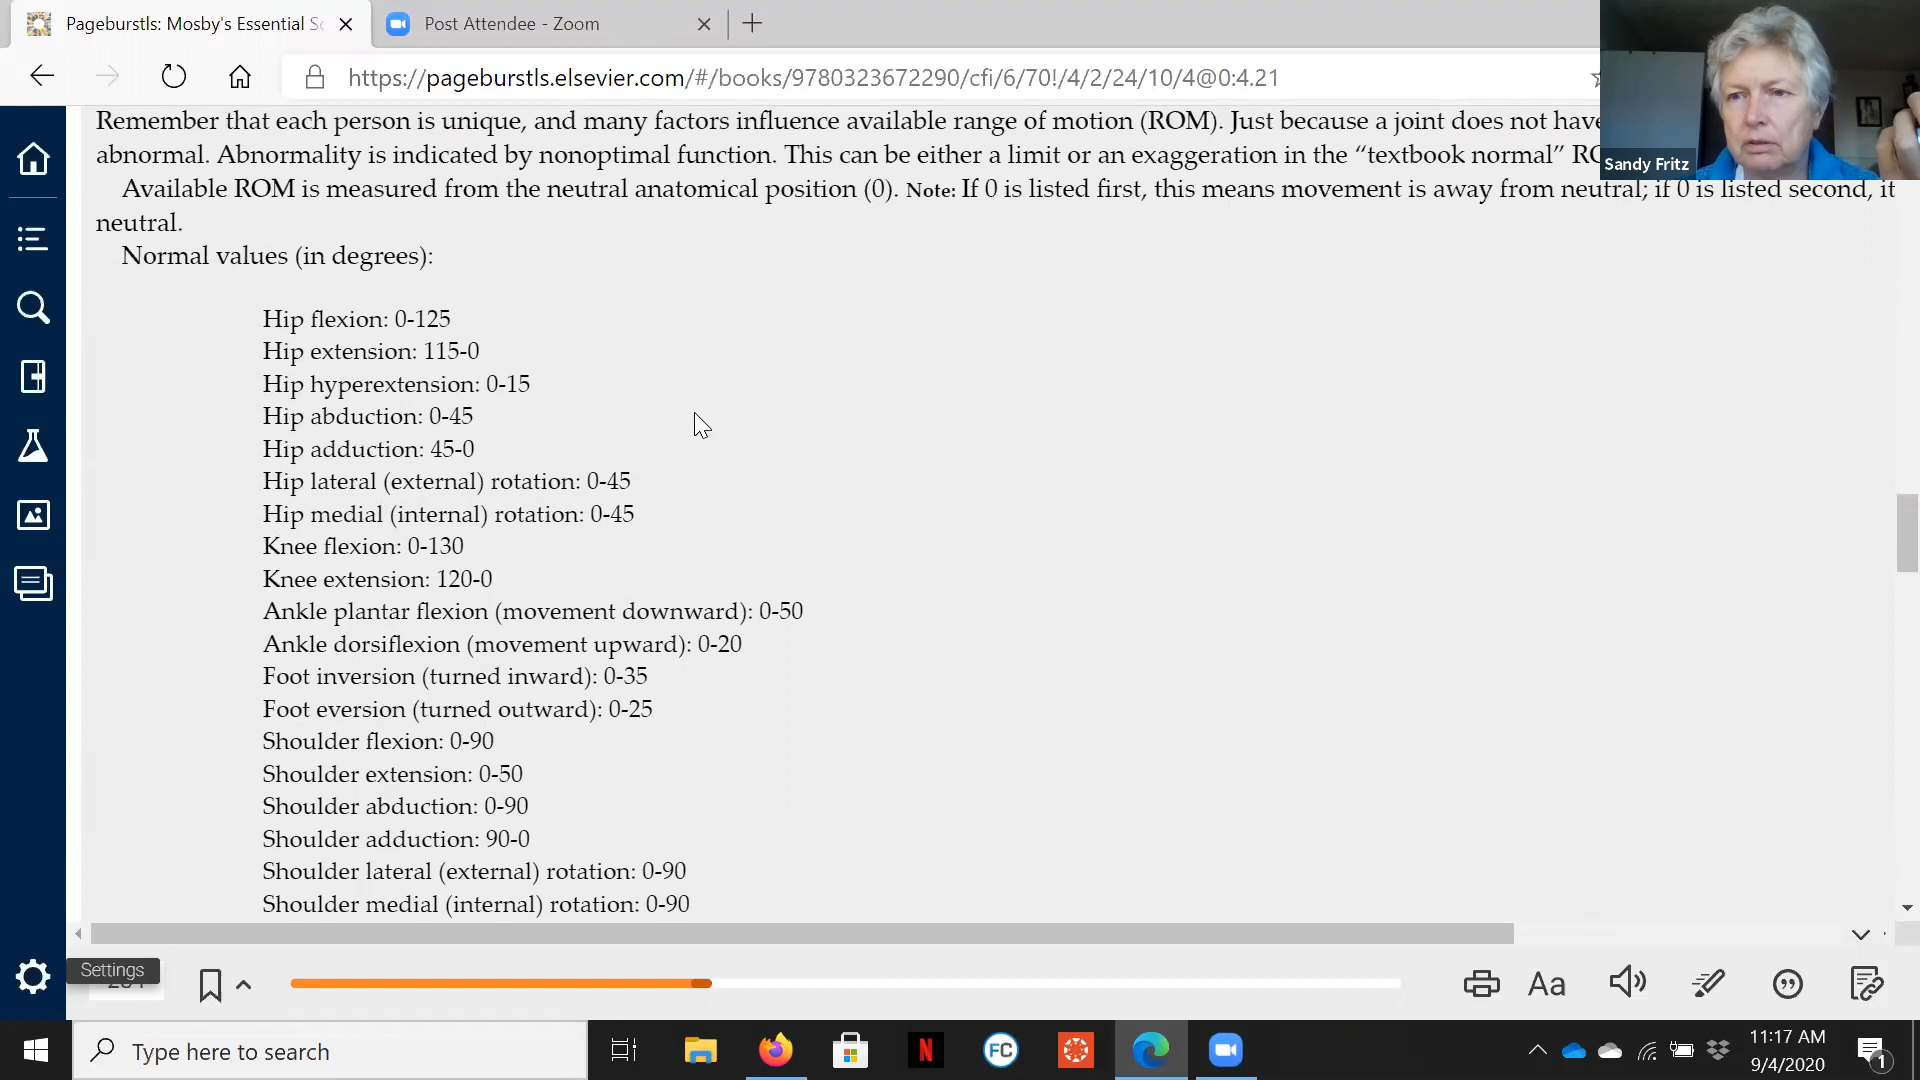 Pageburstls: Mosby's Essential Sc
Post Attendee - Zoom
https://pageburstls.elsevier.com/#/books/9780323672290/cfi/6/70!/4/2/24/10/4@0:4.21
Sandy Fritz
Remember that each person is unique, and many factors influence available range of motion (ROM). Just because a joint does not have
abnormal. Abnormality is indicated by nonoptimal function. This can be either a limit or an exaggeration in the “textbook normal” RO
Available ROM is measured from the neutral anatomical position (0). Note: If 0 is listed first, this means movement is away from neutral; if 0 is listed second, it
neutral.
Normal values (in degrees):
Hip flexion: 0-125
Hip extension: 115-0
Hip hyperextension: 0-15
Hip abduction: 0-45
Hip adduction: 45-0
Hip lateral (external) rotation: 0-45
Hip medial (internal) rotation: 0-45
Knee flexion: 0-130
Knee extension: 120-0
Ankle plantar flexion (movement downward): 0-50
Ankle dorsiflexion (movement upward): 0-20
Foot inversion (turned inward): 0-35
Foot eversion (turned outward): 0-25
Shoulder flexion: 0-90
Shoulder extension: 0-50
Shoulder abduction: 0-90
Shoulder adduction: 90-0
Shoulder lateral (external) rotation: 0-90
Shoulder medial (internal) rotation: 0-90
Settings
Aa
Type here to search
N
FC
11:17 AM
9/4/2020
1